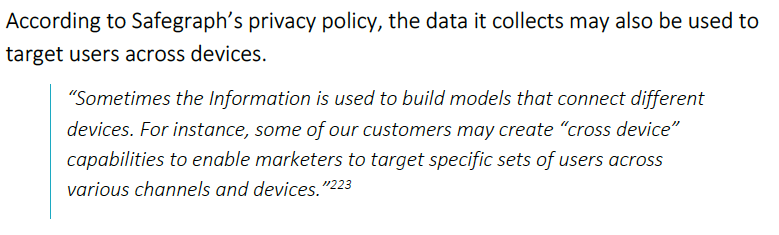 According to Safegraph’s privacy policy, the data it collects may also be used to
target users across devices.
“Sometimes the Information is used to build models that connect different
devices. For instance, some of our customers may create “cross device”
capabilities to enable marketers to target specific sets of users across
various channels and devices.”223